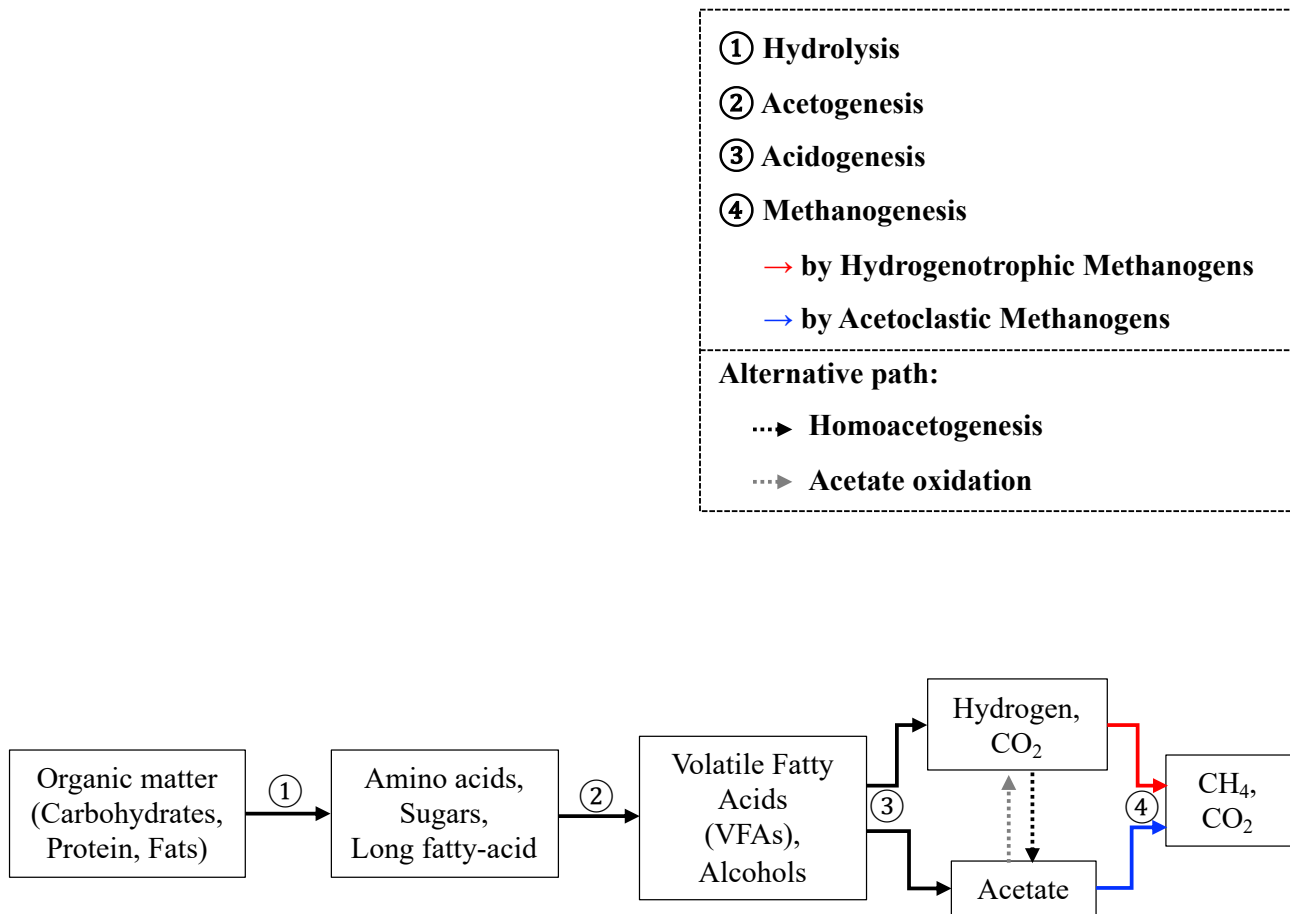 ① Hydrolysis
② Acetogenesis
③ Acidogenesis
④ Methanogenesis
→ by Hydrogenotrophic Methanogens
→ by Acetoclastic Methanogens
Alternative path:
Homoacetogenesis
Acetate oxidation
Organic matter
(Carbohydrates,
Protein, Fats)
①
Amino acids,
Sugars,
Long fatty-acid
②
Volatile Fatty
Acids
(VFAs),
Alcohols
③
Hydrogen,
CO₂
Acetate
④
CH₄,
CO₂